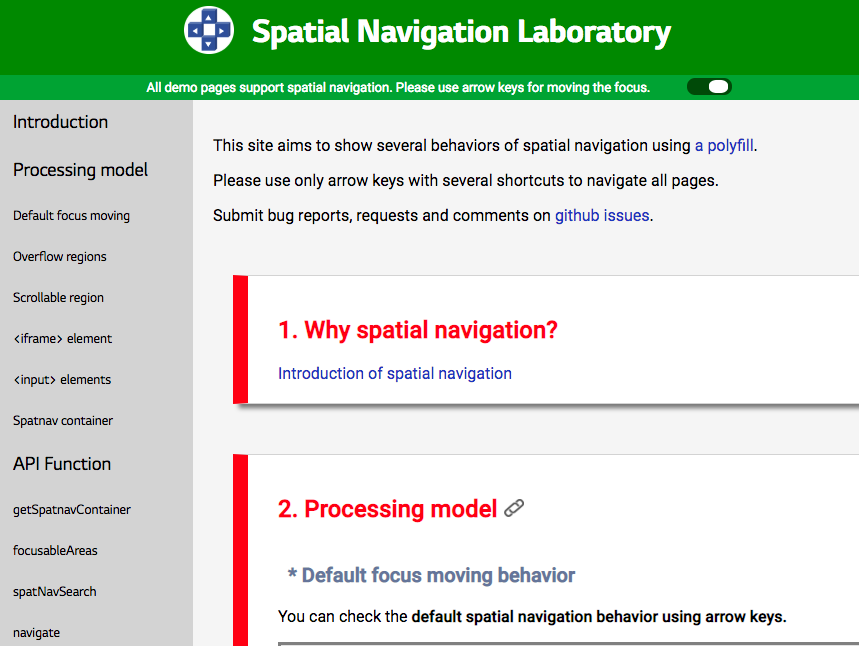 Spatial Navigation Laboratory
All demo pages support spatial navigation. Please use arrow keys for moving the focus.
Introduction
Processing model
Default focus moving
Overflow regions
Scrollable region
<iframe> element
<input> elements
Spatnav container
API Function
getSpatnavContainer
focusableAreas
spatNavSearch
navigate
This site aims to show several behaviors of spatial navigation using a polyfill.
Please use only arrow keys with several shortcuts to navigate all pages.
Submit bug reports, requests and comments on github issues.
1. Why spatial navigation?
Introduction of spatial navigation
2. Processing model
* Default focus moving behavior
You can check the default spatial navigation behavior using arrow keys.